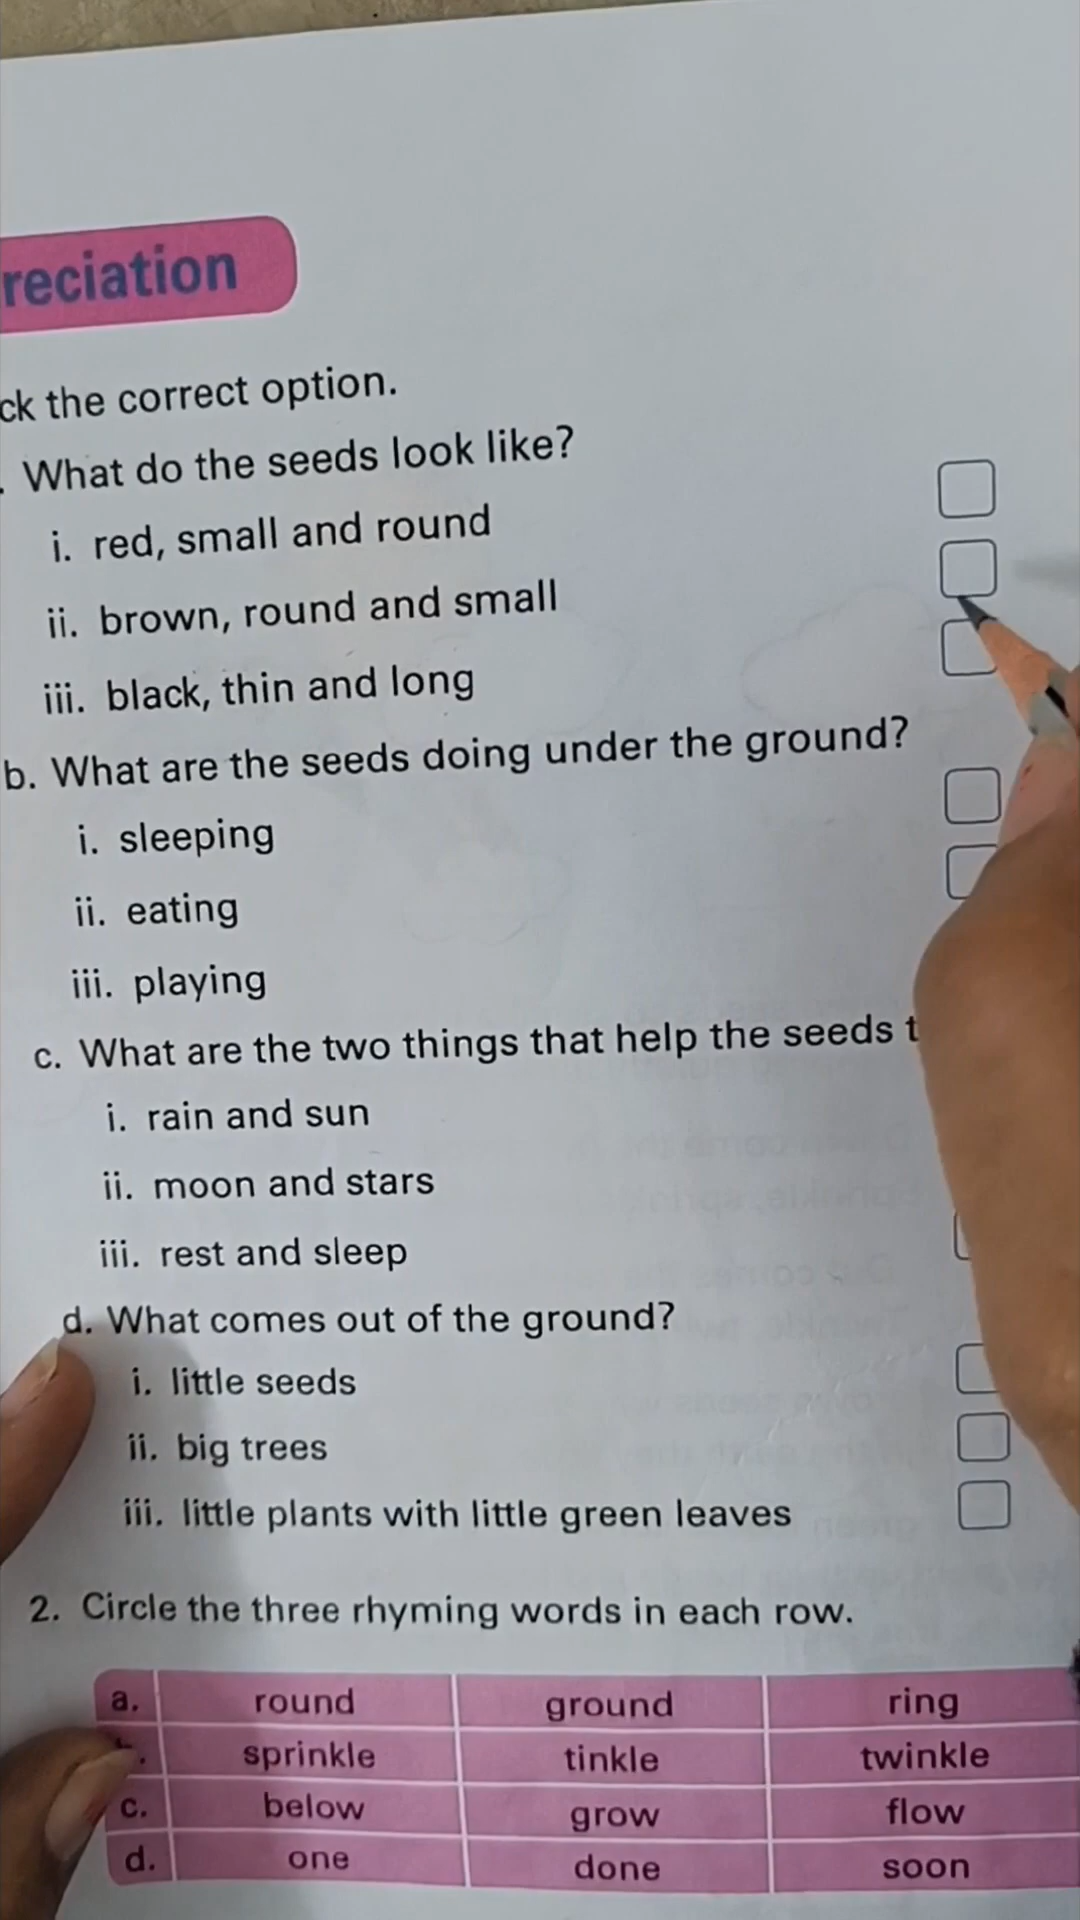 reciation
ck the correct option.
. What do the seeds look like?
i. red, small and round
ii. brown, round and small
iii. black, thin and long
b. What are the seeds doing under the ground?
i. sleeping
ii. eating
iii. playing
c. What are the two things that help the seeds t
i. rain and sun
ii. moon and stars
iii. rest and sleep
d. What comes out of the ground?
i. little seeds
ii. big trees
iii. little plants with little green leaves
2. Circle the three rhyming words in each row.
a. round ground ring
sprinkle tinkle twinkle
c. below grow flow
d. one done soon